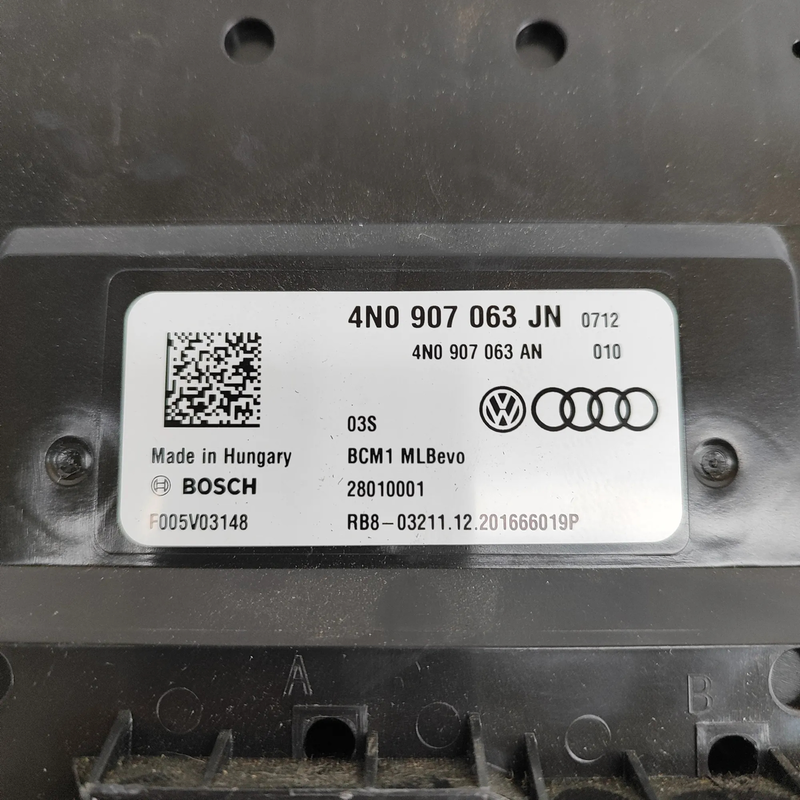 4N0 907 063 JN 0712
4N0 907 063 AN 010
03S
Made in Hungary BCM1 MLBevo
BOSCH 28010001
F005V03148 RB8-03211.12.201666019P
A B